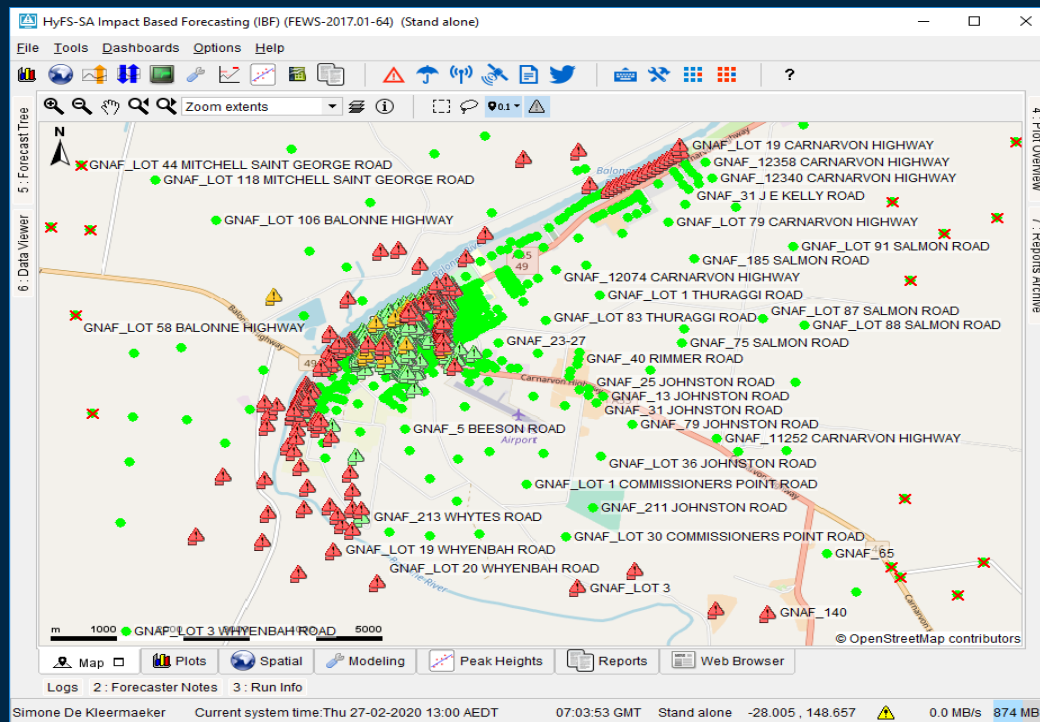 HyFS-SA Impact Based Forecasting (IBF) (FEWS-2017.01-64) (Stand alone)
File Tools Dashboards Options Help
?
Zoom extents
0.1
5 : Forecast Tree
6 : Data Viewer
4 : Plot Overview
7 : Reports Archive
N
GNAF_LOT 19 CARNARVON HIGHWAY
GNAF_LOT 44 MITCHELL SAINT GEORGE ROAD
GNAF_12358 CARNARVON HIGHWAY
GNAF_LOT 118 MITCHELL SAINT GEORGE ROAD
GNAF_12340 CARNARVON HIGHWAY
GNAF_31 J E KELLY ROAD
GNAF_LOT 106 BALONNE HIGHWAY
GNAF_LOT 79 CARNARVON HIGHWAY
GNAF_LOT 91 SALMON ROAD
A55
49
GNAF_185 SALMON ROAD
GNAF_12074 CARNARVON HIGHWAY
GNAF_LOT 1 THURAGGI ROAD
GNAF_LOT 87 SALMON ROAD
GNAF_LOT 83 THURAGGI ROAD
GNAF_LOT 58 BALONNE HIGHWAY
GNAF_LOT 88 SALMON ROAD
GNAF_23-27
GNAF_75 SALMON ROAD
49
GNAF_40 RIMMER ROAD
Carnarvon Highway
GNAF_25 JOHNSTON ROAD
GNAF_13 JOHNSTON ROAD
GNAF_31 JOHNSTON ROAD
GNAF_5 BEESON ROAD
GNAF_79 JOHNSTON ROAD
Airport
GNAF_11252 CARNARVON HIGHWAY
GNAF_LOT 36 JOHNSTON ROAD
GNAF_LOT 1 COMMISSIONERS POINT ROAD
GNAF_211 JOHNSTON ROAD
GNAF_213 WHYTES ROAD
GNAF_LOT 30 COMMISSIONERS POINT ROAD
GNAF_LOT 19 WHYENBAH ROAD
GNAF_65
GNAF_LOT 20 WHYENBAH ROAD
GNAF_LOT 3
GNAF_140
m 1000 5000
GNAF_LOT 3 WHYENBAH ROAD
© OpenStreetMap contributors
Map Plots Spatial Modeling Peak Heights Reports Web Browser
Logs 2 : Forecaster Notes 3 : Run Info
Simone De Kleermaeker Current system time:Thu 27-02-2020 13:00 AEDT 07:03:53 GMT Stand alone -28.005 , 148.657 0.0 MB/s 874 MB